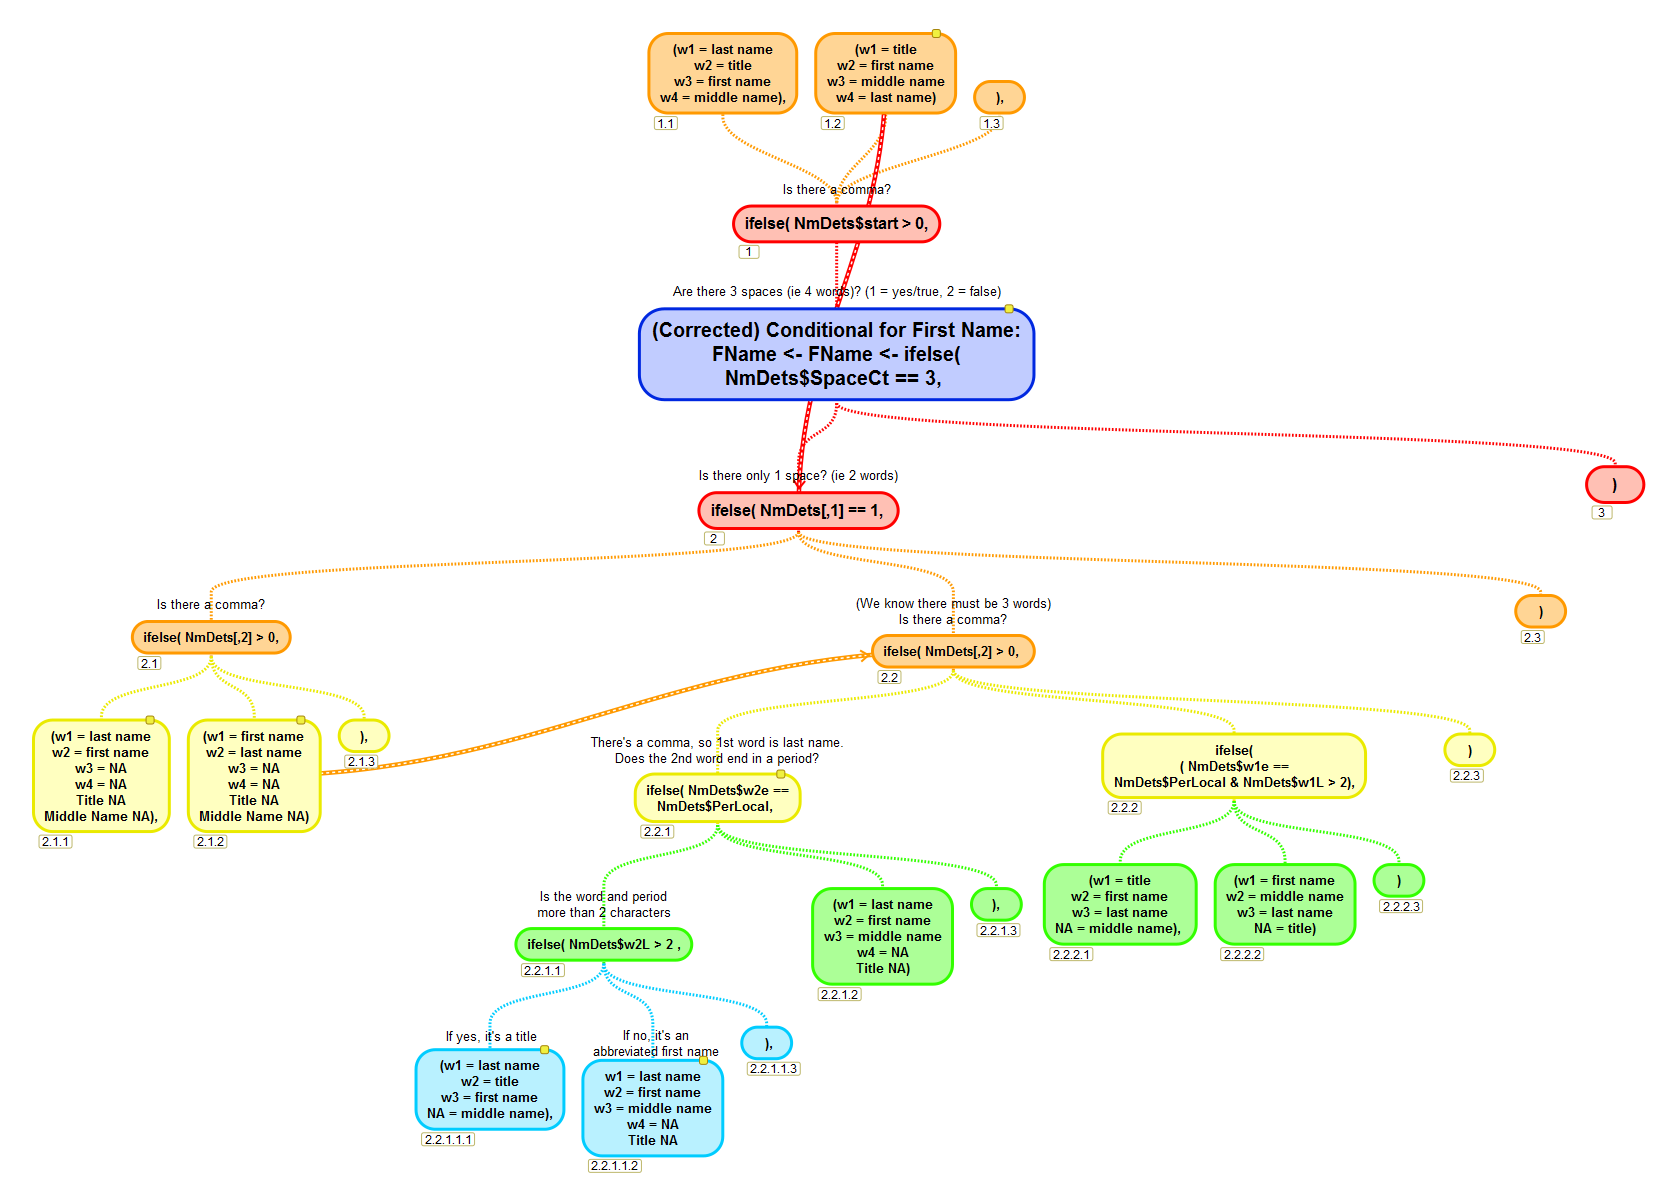 (w1 = last name
w2 = title
w3 = first name
w4 = middle name),
1.1
(w1 = title
w2 = first name
w3 = middle name
w4 = last name)
1.2
),
1.3
Is there a comma?
ifelse( NmDets$start > 0,
1
Are there 3 spaces (ie 4 words)? (1 = yes/true, 2 = false)
(Corrected) Conditional for First Name:
FName <- FName <- ifelse(
NmDets$SpaceCt == 3,
Is there only 1 space? (ie 2 words)
ifelse( NmDets[,1] == 1,
2
)
3
Is there a comma?
ifelse( NmDets[,2] > 0,
2.1
(We know there must be 3 words)
Is there a comma?
ifelse( NmDets[,2] > 0,
2.2
)
2.3
(w1 = last name
w2 = first name
w3 = NA
w4 = NA
Title NA
Middle Name NA),
2.1.1
(w1 = first name
w2 = last name
w3 = NA
w4 = NA
Title NA
Middle Name NA)
2.1.2
),
2.1.3
There's a comma, so 1st word is last name.
Does the 2nd word end in a period?
ifelse( NmDets$w2e ==
NmDets$PerLocal,
2.2.1
ifelse(
( NmDets$w1e ==
NmDets$PerLocal & NmDets$w1L > 2),
2.2.2
)
2.2.3
Is the word and period
more than 2 characters
ifelse( NmDets$w2L > 2 ,
2.2.1.1
(w1 = last name
w2 = first name
w3 = middle name
w4 = NA
Title NA)
2.2.1.2
),
2.2.1.3
(w1 = title
w2 = first name
w3 = last name
NA = middle name),
2.2.2.1
(w1 = first name
w2 = middle name
w3 = last name
NA = title)
2.2.2.2
)
2.2.2.3
If yes, it's a title
(w1 = last name
w2 = title
w3 = first name
NA = middle name),
2.2.1.1.1
If no, it's an
abbreviated first name
w1 = last name
w2 = first name
w3 = middle name
w4 = NA
Title NA
2.2.1.1.2
),
2.2.1.1.3